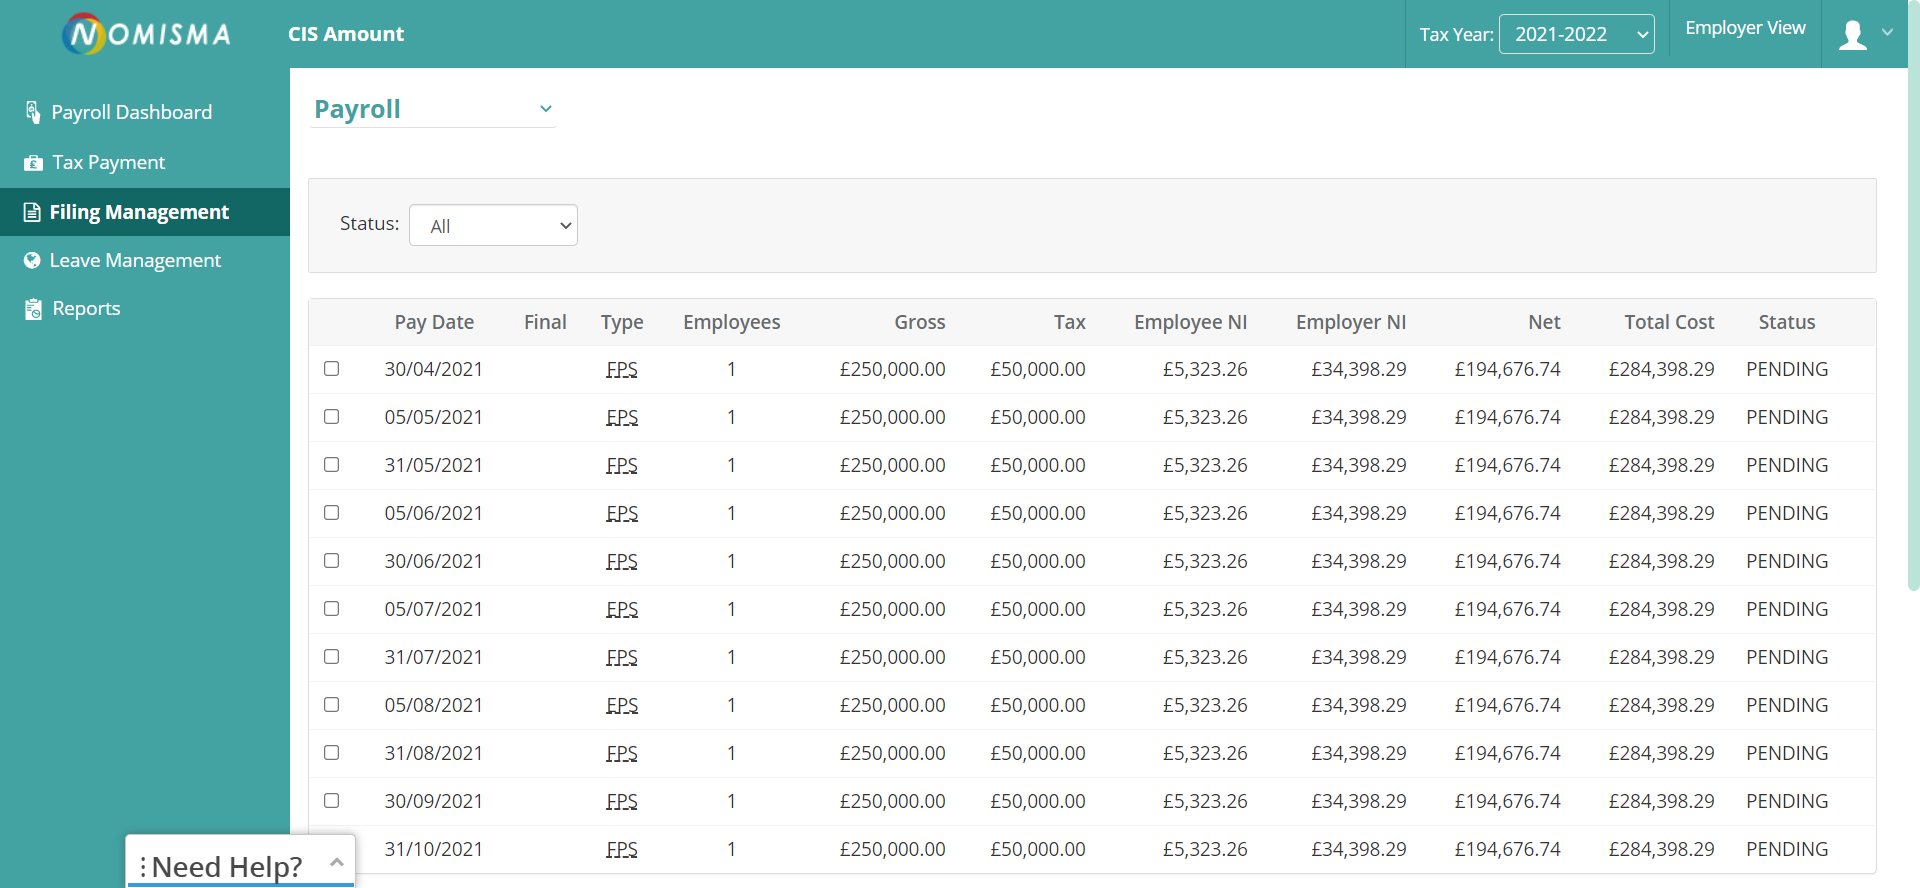 NOMISMA
CIS Amount
Tax Year: 2021-2022
Employer View
Payroll Dashboard
Tax Payment
Filing Management
Leave Management
Reports
Payroll
Status: All
Pay Date Final Type Employees Gross Tax Employee NI Employer NI Net Total Cost Status
30/04/2021 FPS 1 £250,000.00 £50,000.00 £5,323.26 £34,398.29 £194,676.74 £284,398.29 PENDING
05/05/2021 EPS 1 £250,000.00 £50,000.00 £5,323.26 £34,398.29 £194,676.74 £284,398.29 PENDING
31/05/2021 FPS 1 £250,000.00 £50,000.00 £5,323.26 £34,398.29 £194,676.74 £284,398.29 PENDING
05/06/2021 EPS 1 £250,000.00 £50,000.00 £5,323.26 £34,398.29 £194,676.74 £284,398.29 PENDING
30/06/2021 FPS 1 £250,000.00 £50,000.00 £5,323.26 £34,398.29 £194,676.74 £284,398.29 PENDING
05/07/2021 EPS 1 £250,000.00 £50,000.00 £5,323.26 £34,398.29 £194,676.74 £284,398.29 PENDING
31/07/2021 FPS 1 £250,000.00 £50,000.00 £5,323.26 £34,398.29 £194,676.74 £284,398.29 PENDING
05/08/2021 EPS 1 £250,000.00 £50,000.00 £5,323.26 £34,398.29 £194,676.74 £284,398.29 PENDING
31/08/2021 FPS 1 £250,000.00 £50,000.00 £5,323.26 £34,398.29 £194,676.74 £284,398.29 PENDING
30/09/2021 FPS 1 £250,000.00 £50,000.00 £5,323.26 £34,398.29 £194,676.74 £284,398.29 PENDING
31/10/2021 FPS 1 £250,000.00 £50,000.00 £5,323.26 £34,398.29 £194,676.74 £284,398.29 PENDING
Need Help?